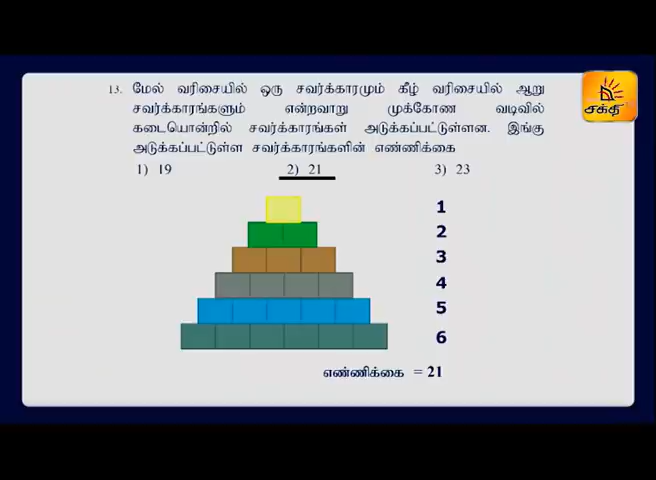 13. மேல் வரிசையில் ஒரு சவர்க்காரமும் கீழ் வரிசையில் ஆறு
சவர்க்காரங்களும் என்றவாறு முக்கோண வடிவில்
கடையொன்றில் சவர்க்காரங்கள் அடுக்கப்பட்டுள்ளன. இங்கு
அடுக்கப்பட்டுள்ள சவர்க்காரங்களின் எண்ணிக்கை
1) 19 2) 21 3) 23
1
2
3
4
5
6
எண்ணிக்கை = 21
சக்தி